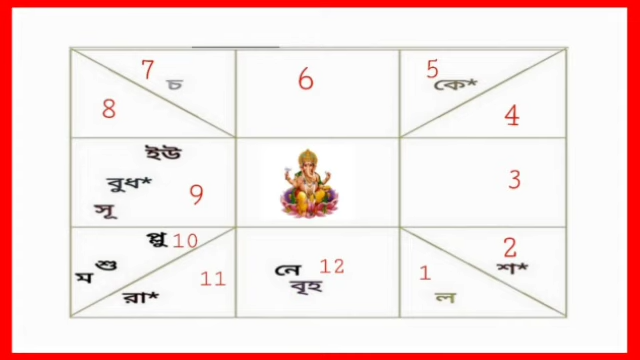 7 চ
6
5 কে*
8
4
ইউ
বুধ* 9
সূ
3
প্লু 10
ম শু
রা* 11
নে 12
বৃহ
2
শ*
1
ল